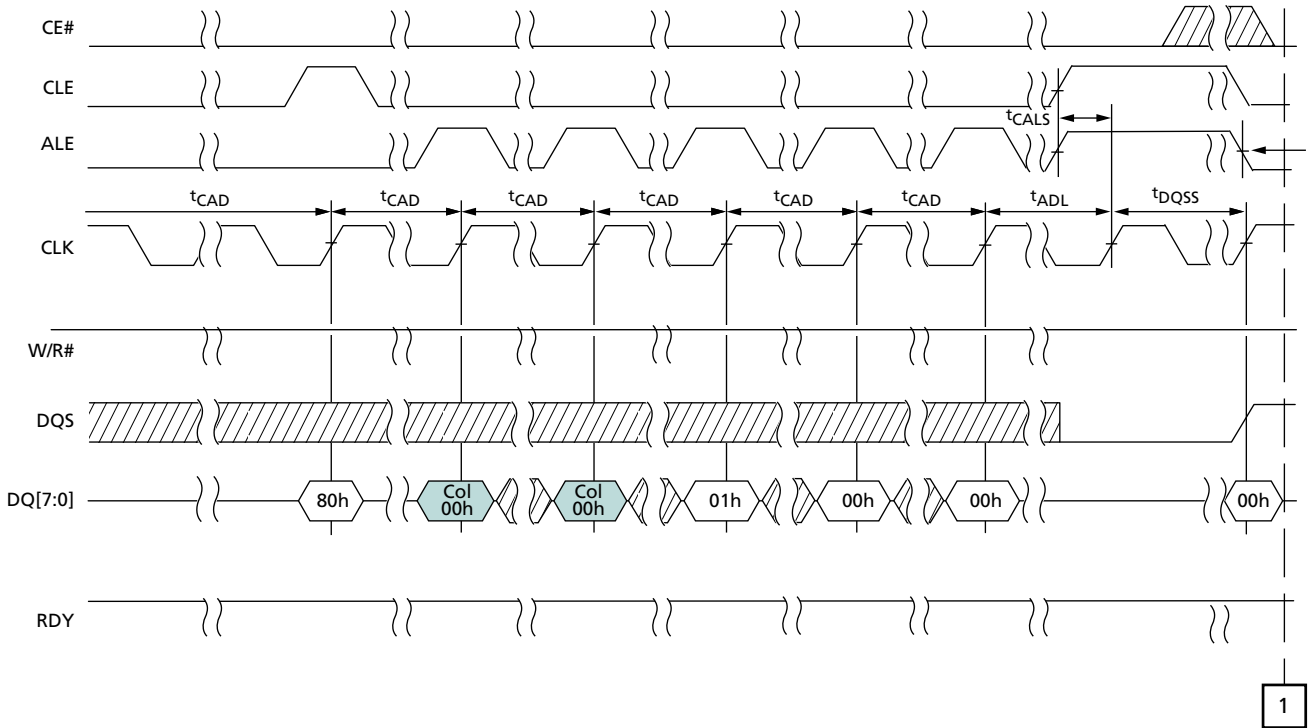 CE#
CLE
tCALS
ALE
tCAD tCAD tCAD tCAD tCAD tCAD tADL tDQSS
CLK
W/R#
DQS
DQ[7:0] 80h Col 00h Col 00h 01h 00h 00h 00h
RDY
1